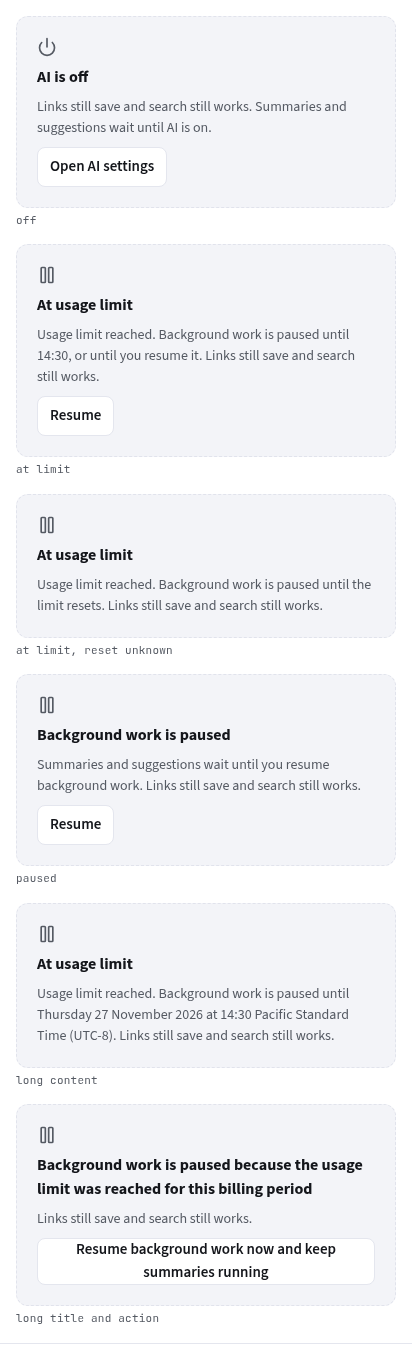 AI is off
Links still save and search still works. Summaries and
suggestions wait until AI is on.
Open AI settings
off
At usage limit
Usage limit reached. Background work is paused until
14:30, or until you resume it. Links still save and search
still works.
Resume
at limit
At usage limit
Usage limit reached. Background work is paused until the
limit resets. Links still save and search still works.
at limit, reset unknown
Background work is paused
Summaries and suggestions wait until you resume
background work. Links still save and search still works.
Resume
paused
At usage limit
Usage limit reached. Background work is paused until
Thursday 27 November 2026 at 14:30 Pacific Standard
Time (UTC-8). Links still save and search still works.
long content
Background work is paused because the usage
limit was reached for this billing period
Links still save and search still works.
Resume background work now and keep
summaries running
long title and action